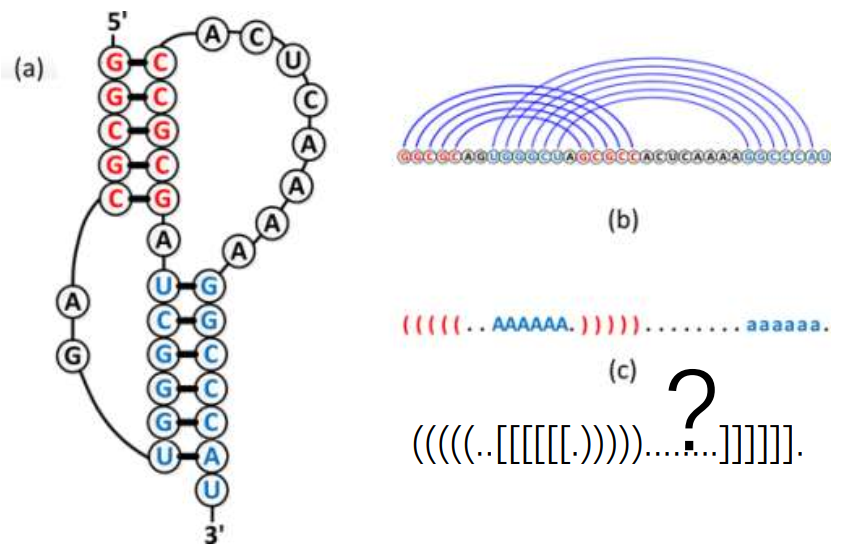 5'
A C
(a)
G C U
G C C
C G A
G C A
C G A
A A
U G
A C G
G G C
G C
G C
U A
U
3'
GGCGCAGUGGGCUAGCGCCACUCAAAAGGCCCAU
(b)
(((((..AAAAAA.)))))........aaaaaa.
(c)
?
(((((..[[[[[[.)))))........]]]]]].